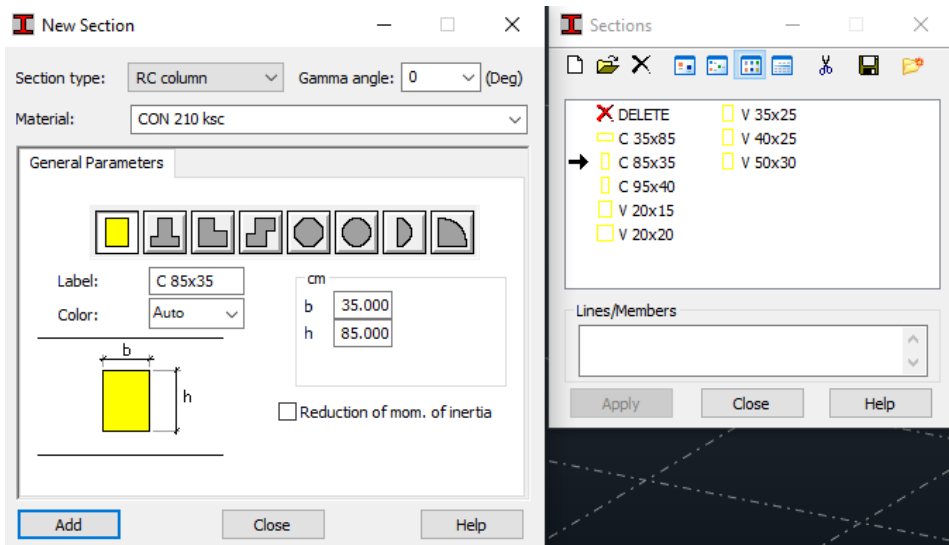 New Section
Section type: RC column Gamma angle: 0 (Deg)
Material: CON 210 ksc
General Parameters
Label: C 85x35
Color: Auto
cm
b 35.000
h 85.000
b
h
Reduction of mom. of inertia
Add Close Help
Sections
DELETE V 35x25
C 35x85 V 40x25
C 85x35 V 50x30
C 95x40
V 20x15
V 20x20
Lines/Members
Apply Close Help